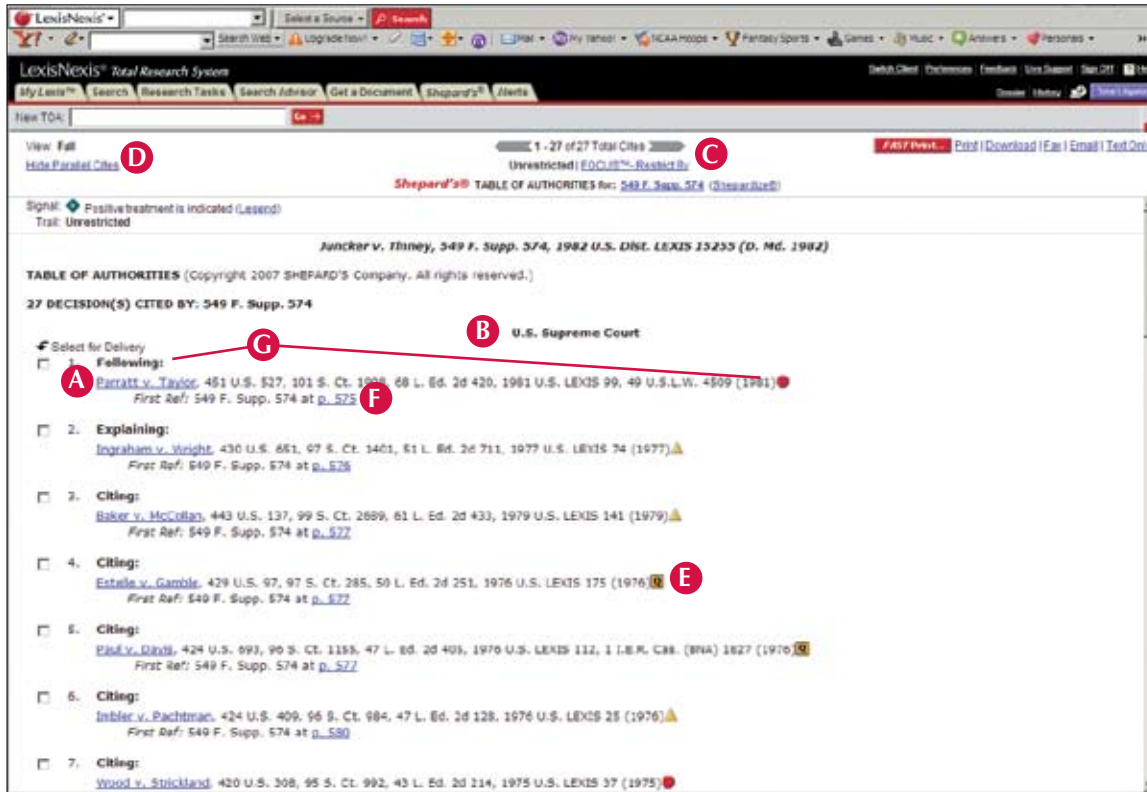 LexisNexis® Select a Source Search
Search Web Upgrade Now! Mail My Yahoo! NCAA Hoops Fantasy Sports Games Music Answers Personals
LexisNexis® Total Research System Switch Client Preferences Feedback Live Support Sign Off
My Lexis™ Search Research Tasks Search Advisor Get a Document Shepard's® Alerts Dossier History
New TOA: Go
View: Full D 1 - 27 of 27 Total Cites C FAST Print... Print Download Fax Email Text Only
Hide Parallel Cites Unrestricted FOCUS™- Restrict By
Shepard's® TABLE OF AUTHORITIES for: 549 F. Supp. 574 (Shepardize®)
Signal: Positive treatment is indicated (Legend)
Trail: Unrestricted
Juncker v. Tinney, 549 F. Supp. 574, 1982 U.S. Dist. LEXIS 15255 (D. Md. 1982)
TABLE OF AUTHORITIES (Copyright 2007 SHEPARD'S Company. All rights reserved.)
27 DECISION(S) CITED BY: 549 F. Supp. 574
B U.S. Supreme Court
Select for Delivery
G
1. Following:
A Parratt v. Taylor, 451 U.S. 527, 101 S. Ct. 1908, 68 L. Ed. 2d 420, 1981 U.S. LEXIS 99, 49 U.S.L.W. 4509 (1981)
First Ref: 549 F. Supp. 574 at p. 575 F
2. Explaining:
Ingraham v. Wright, 430 U.S. 651, 97 S. Ct. 1401, 51 L. Ed. 2d 711, 1977 U.S. LEXIS 74 (1977)
First Ref: 549 F. Supp. 574 at p. 576
3. Citing:
Baker v. McCollan, 443 U.S. 137, 99 S. Ct. 2689, 61 L. Ed. 2d 433, 1979 U.S. LEXIS 141 (1979)
First Ref: 549 F. Supp. 574 at p. 577
4. Citing:
Estelle v. Gamble, 429 U.S. 97, 97 S. Ct. 285, 50 L. Ed. 2d 251, 1976 U.S. LEXIS 175 (1976) Q E
First Ref: 549 F. Supp. 574 at p. 577
5. Citing:
Paul v. Davis, 424 U.S. 693, 96 S. Ct. 1155, 47 L. Ed. 2d 405, 1976 U.S. LEXIS 112, 1 I.E.R. Cas. (BNA) 1827 (1976) Q
First Ref: 549 F. Supp. 574 at p. 577
6. Citing:
Imbler v. Pachtman, 424 U.S. 409, 96 S. Ct. 984, 47 L. Ed. 2d 128, 1976 U.S. LEXIS 25 (1976)
First Ref: 549 F. Supp. 574 at p. 580
7. Citing:
Wood v. Strickland, 420 U.S. 308, 95 S. Ct. 992, 43 L. Ed. 2d 214, 1975 U.S. LEXIS 37 (1975)